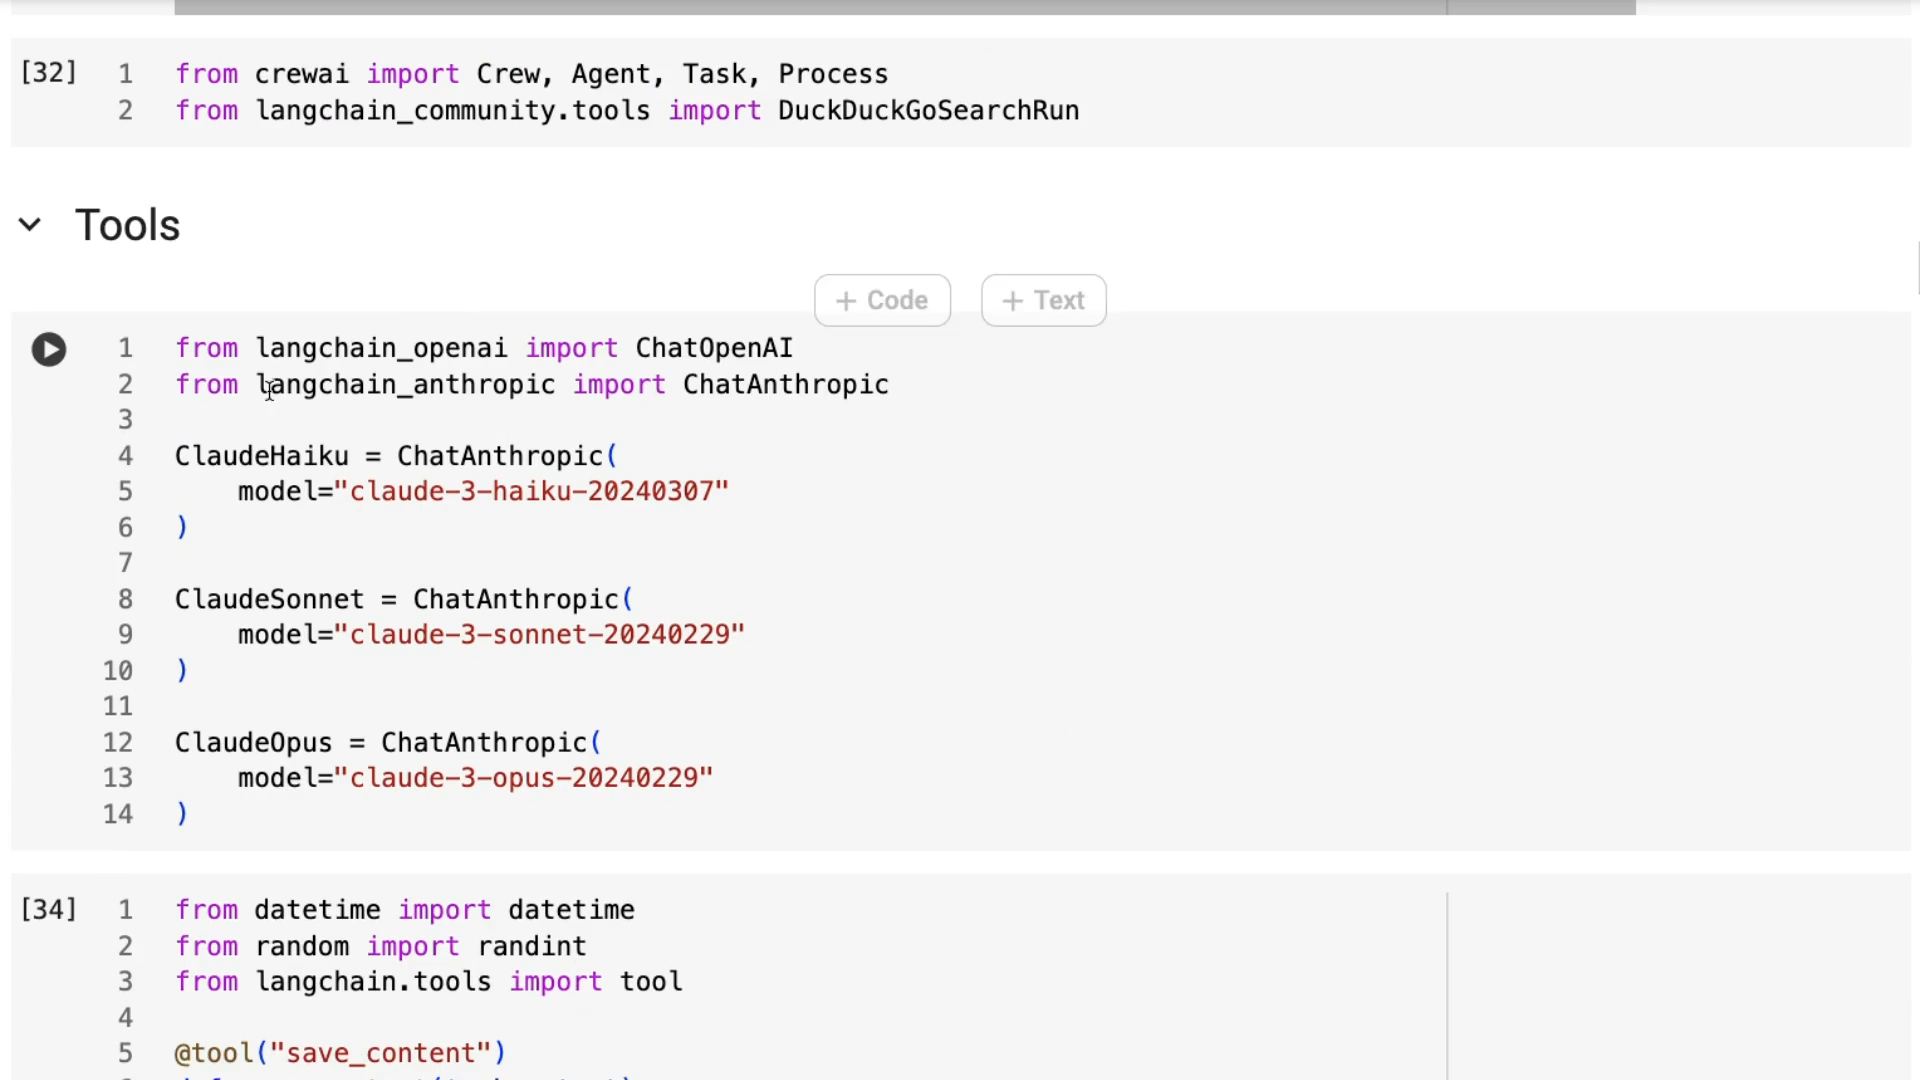 [32] 1 from crewai import Crew, Agent, Task, Process
2 from langchain_community.tools import DuckDuckGoSearchRun
Tools
+ Code + Text
1 from langchain_openai import ChatOpenAI
2 from langchain_anthropic import ChatAnthropic
3
4 ClaudeHaiku = ChatAnthropic(
5     model="claude-3-haiku-20240307"
6 )
7
8 ClaudeSonnet = ChatAnthropic(
9     model="claude-3-sonnet-20240229"
10 )
11
12 ClaudeOpus = ChatAnthropic(
13     model="claude-3-opus-20240229"
14 )
[34] 1 from datetime import datetime
2 from random import randint
3 from langchain.tools import tool
4
5 @tool("save_content")